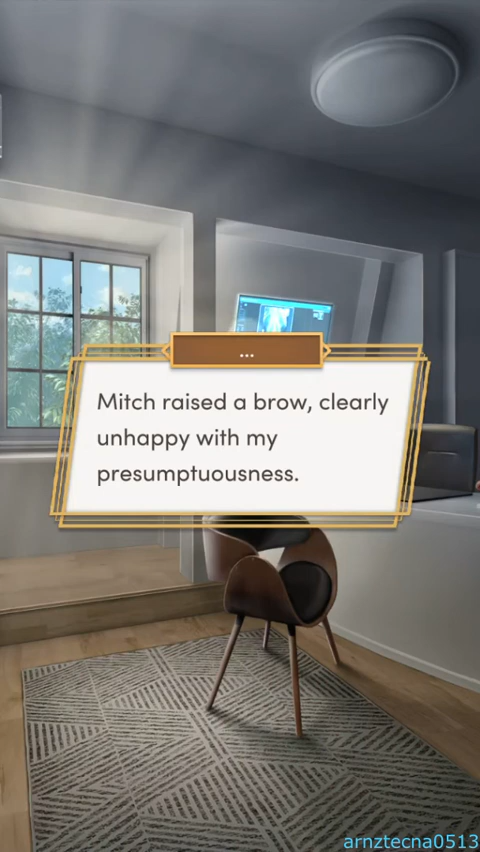 ...
Mitch raised a brow, clearly
unhappy with my
presumptuousness.
arnztecna0513